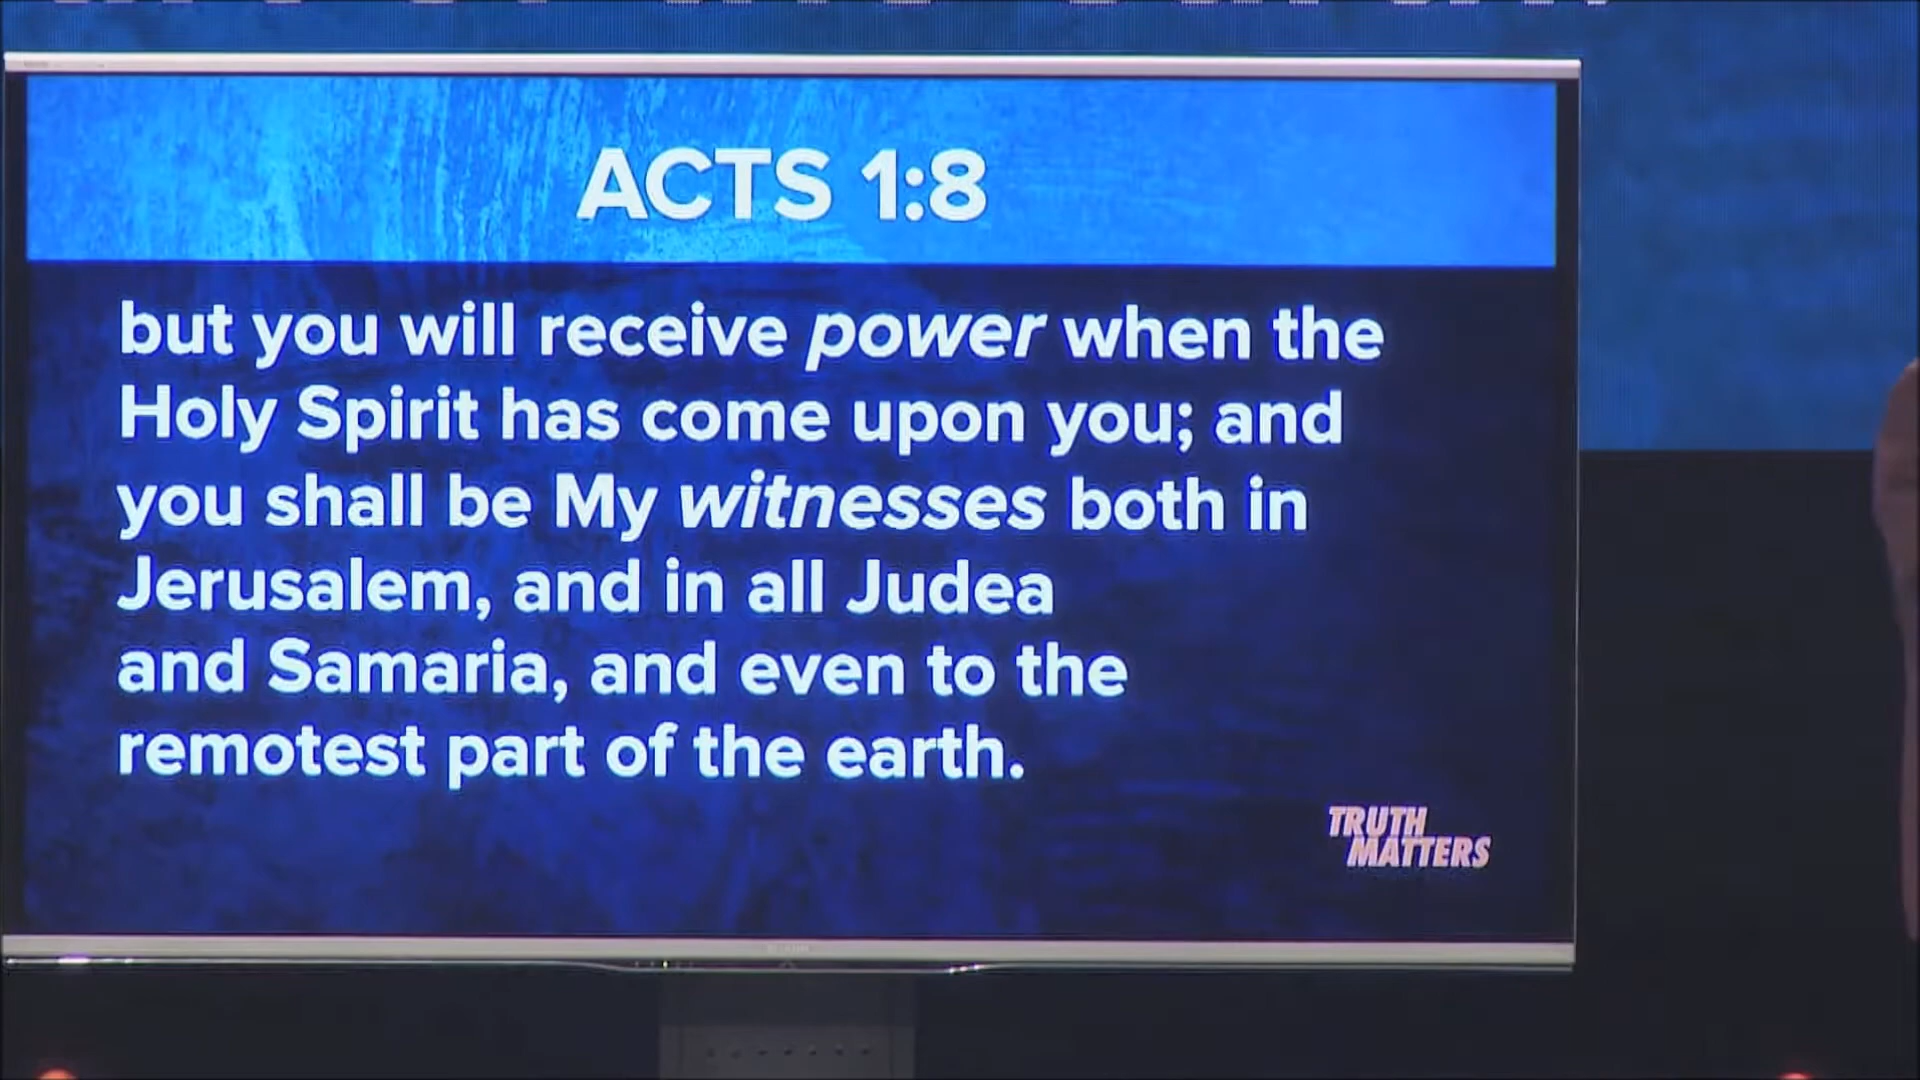 ACTS 1:8
but you will receive power when the
Holy Spirit has come upon you; and
you shall be My witnesses both in
Jerusalem, and in all Judea
and Samaria, and even to the
remotest part of the earth.
TRUTH
MATTERS